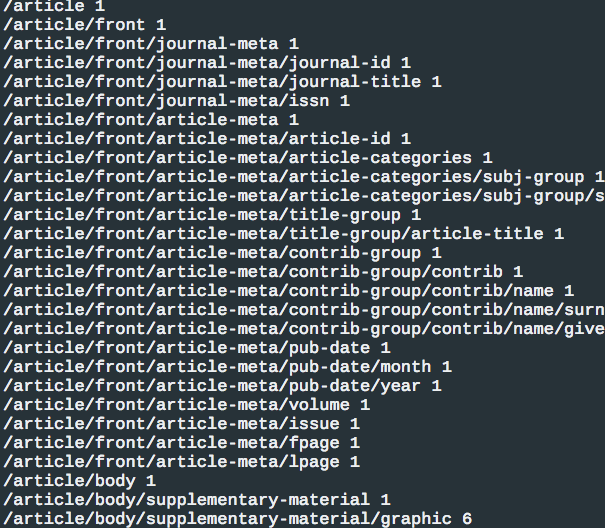 /article 1
/article/front 1
/article/front/journal-meta 1
/article/front/journal-meta/journal-id 1
/article/front/journal-meta/journal-title 1
/article/front/journal-meta/issn 1
/article/front/article-meta 1
/article/front/article-meta/article-id 1
/article/front/article-meta/article-categories 1
/article/front/article-meta/article-categories/subj-group 1
/article/front/article-meta/article-categories/subj-group/s
/article/front/article-meta/title-group 1
/article/front/article-meta/title-group/article-title 1
/article/front/article-meta/contrib-group 1
/article/front/article-meta/contrib-group/contrib 1
/article/front/article-meta/contrib-group/contrib/name 1
/article/front/article-meta/contrib-group/contrib/name/surn
/article/front/article-meta/contrib-group/contrib/name/give
/article/front/article-meta/pub-date 1
/article/front/article-meta/pub-date/month 1
/article/front/article-meta/pub-date/year 1
/article/front/article-meta/volume 1
/article/front/article-meta/issue 1
/article/front/article-meta/fpage 1
/article/front/article-meta/lpage 1
/article/body 1
/article/body/supplementary-material 1
/article/body/supplementary-material/graphic 6